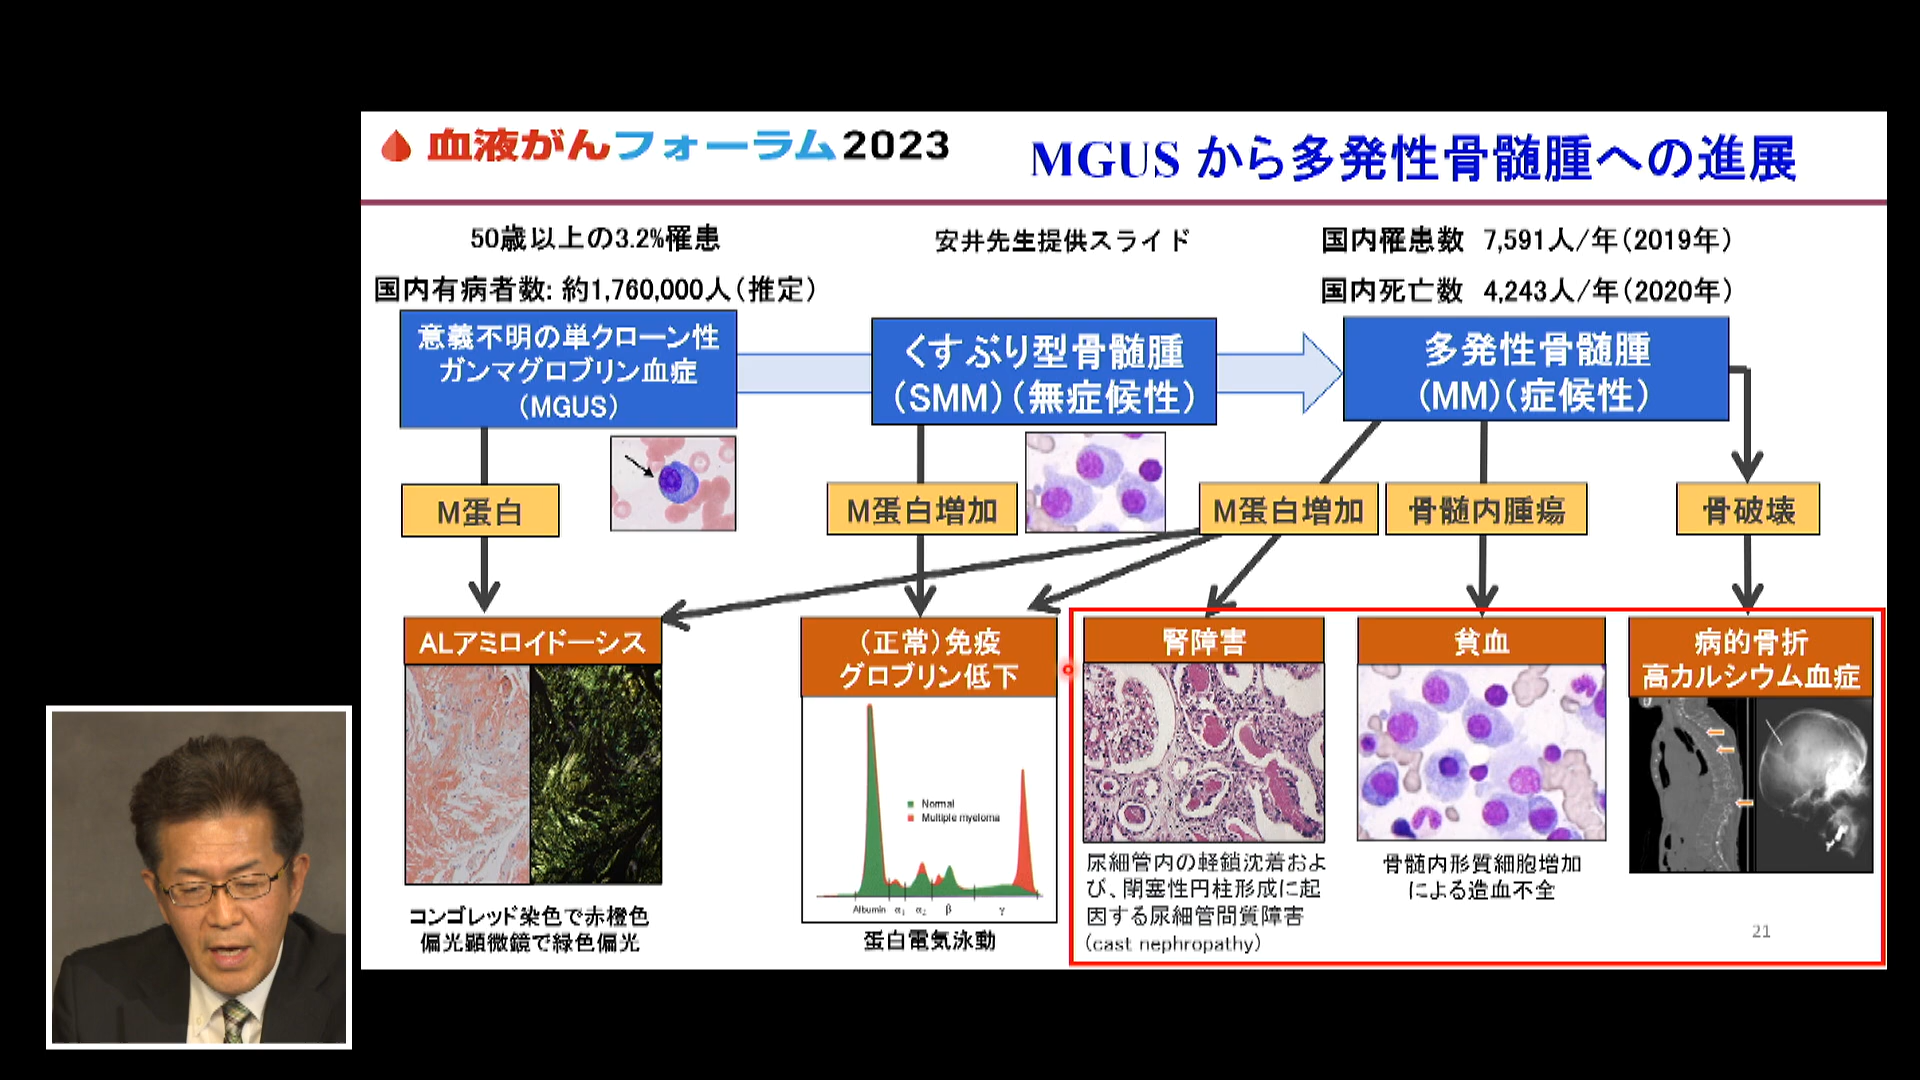 血液がんフォーラム2023
MGUS から多発性骨髄腫への進展
50歳以上の3.2%罹患
安井先生提供スライド
国内罹患数 7,591人/年(2019年)
国内有病者数: 約1,760,000人(推定)
国内死亡数 4,243人/年(2020年)
意義不明の単クローン性
ガンマグロブリン血症
(MGUS)
くすぶり型骨髄腫
(SMM)(無症候性)
多発性骨髄腫
(MM)(症候性)
M蛋白
M蛋白増加
M蛋白増加
骨髄内腫瘍
骨破壊
ALアミロイドーシス
(正常)免疫
グロブリン低下
腎障害
貧血
病的骨折
高カルシウム血症
Normal
Multiple myeloma
Albumin α1 α2 β γ
コンゴレッド染色で赤橙色
偏光顕微鏡で緑色偏光
蛋白電気泳動
尿細管内の軽鎖沈着およ
び、閉塞性円柱形成に起
因する尿細管間質障害
(cast nephropathy)
骨髄内形質細胞増加
による造血不全
21